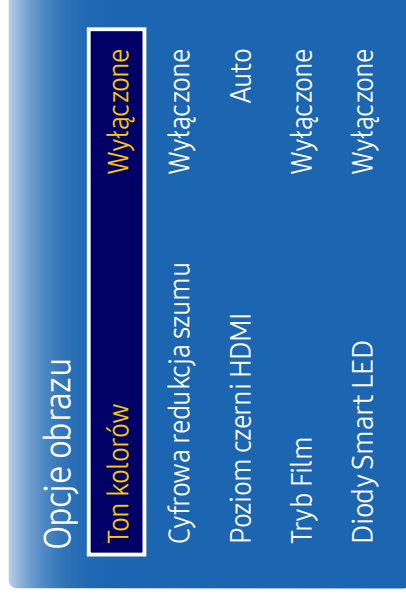 Opcje obrazu
Ton kolorów Wyłączone
Cyfrowa redukcja szumu Wyłączone
Poziom czerni HDMI Auto
Tryb Film Wyłączone
Diody Smart LED Wyłączone